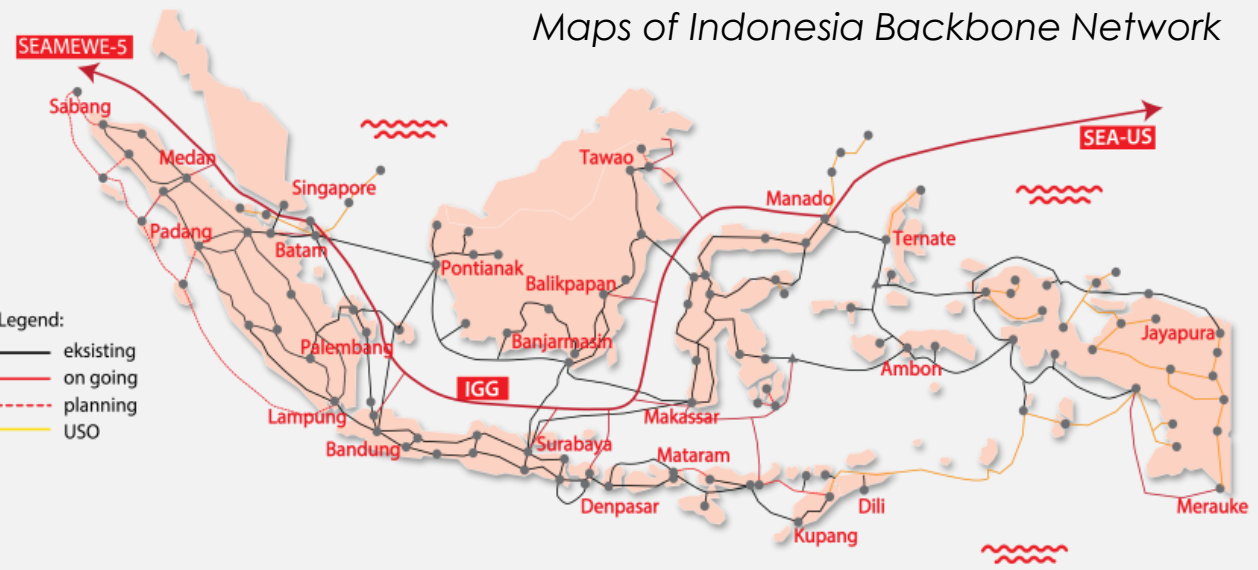 Maps of Indonesia Backbone Network
SEAMEWE-5
Sabang
Medan
Singapore
Tawao
SEA-US
Manado
Padang
Batam
Ternate
Pontianak
Balikpapan
Legend:
eksisting
on going
planning
USO
Palembang
Banjarmasin
Jayapura
Ambon
IGG
Lampung
Makassar
Bandung
Surabaya
Mataram
Denpasar
Dili
Merauke
Kupang